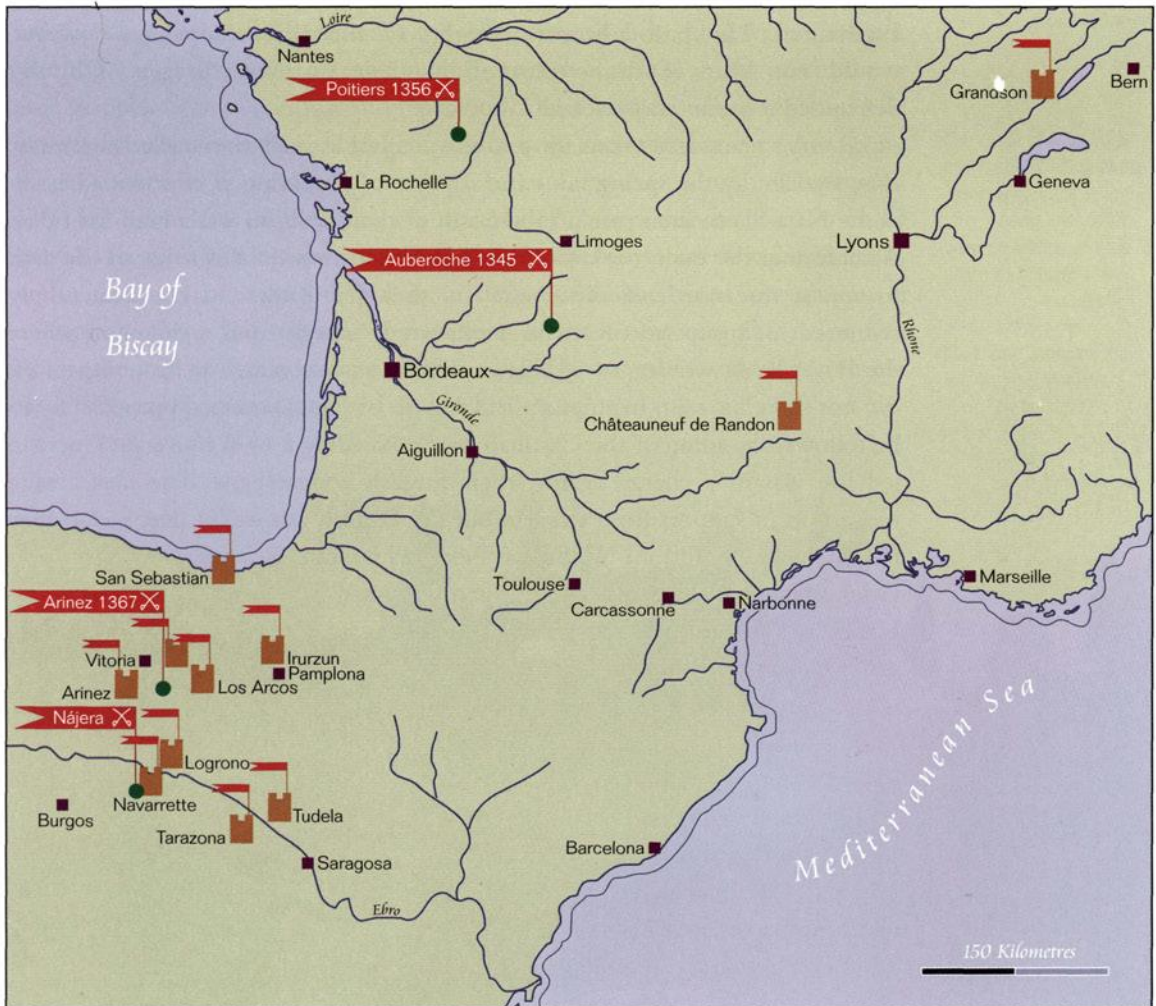 Loire
Nantes
Poitiers 1356
Grandson
Bern
La Rochelle
Geneva
Limoges
Lyons
Auberoche 1345
Bay of
Biscay
Rhone
Bordeaux
Gironde
Châteauneuf de Randon
Aiguillon
San Sebastian
Toulouse
Marseille
Carcassonne
Narbonne
Arinez 1367
Vitoria
Irurzun
Pamplona
Arinez
Los Arcos
Nájera
Logrono
Navarrette
Burgos
Tudela
Tarazona
Saragosa
Barcelona
Ebro
Mediterranean Sea
150 Kilometres